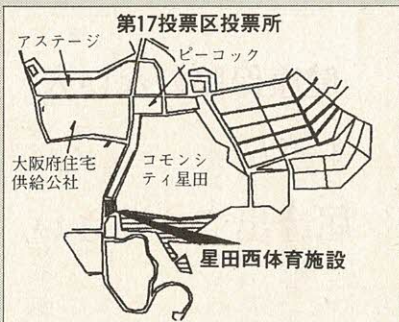 第17投票区投票所
アステージ
ピーコック
大阪府住宅
供給公社
コモンシ
ティ星田
星田西体育施設